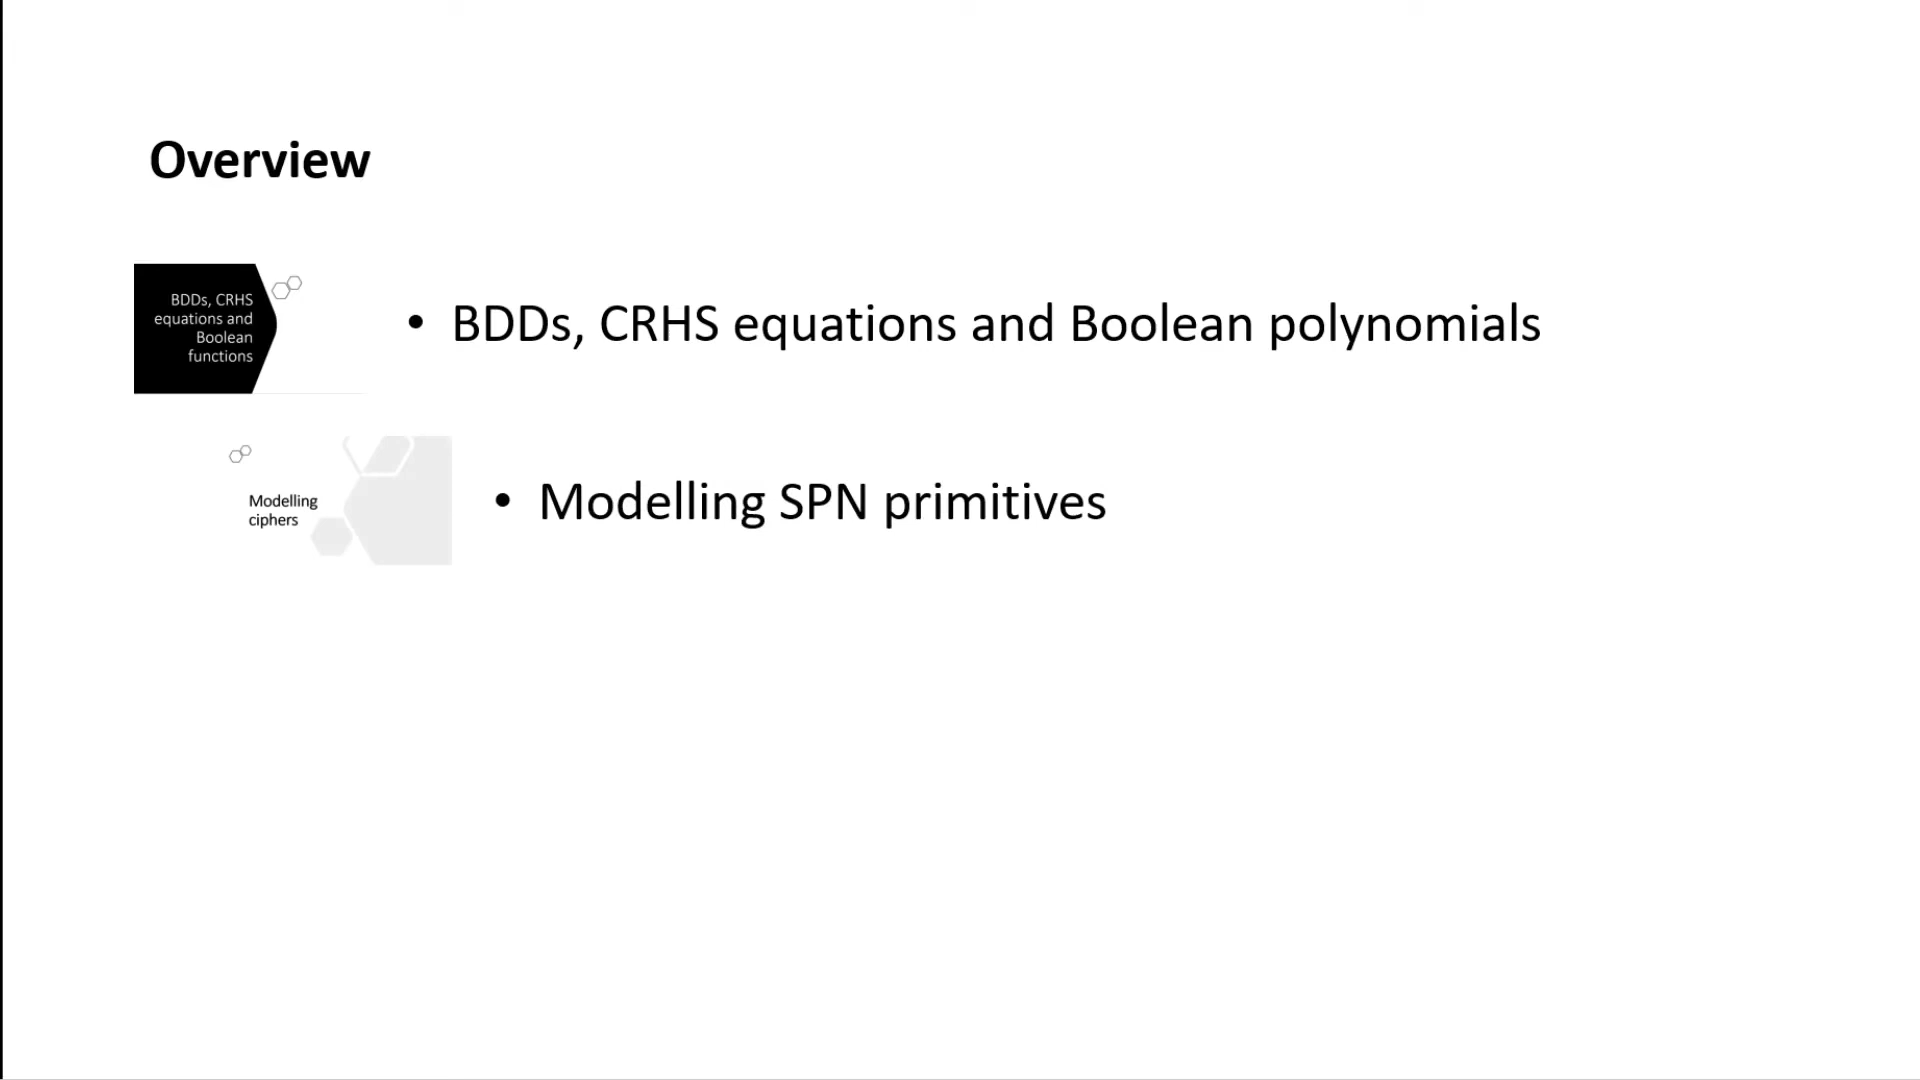 Overview
BDDs, CRHS
equations and
Boolean
functions
• BDDs, CRHS equations and Boolean polynomials
Modelling
ciphers
• Modelling SPN primitives